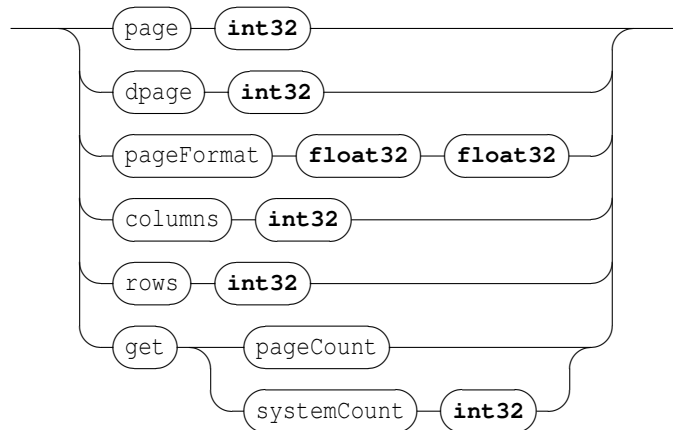 page int32
dpage int32
pageFormat float32 float32
columns int32
rows int32
get pageCount
systemCount int32